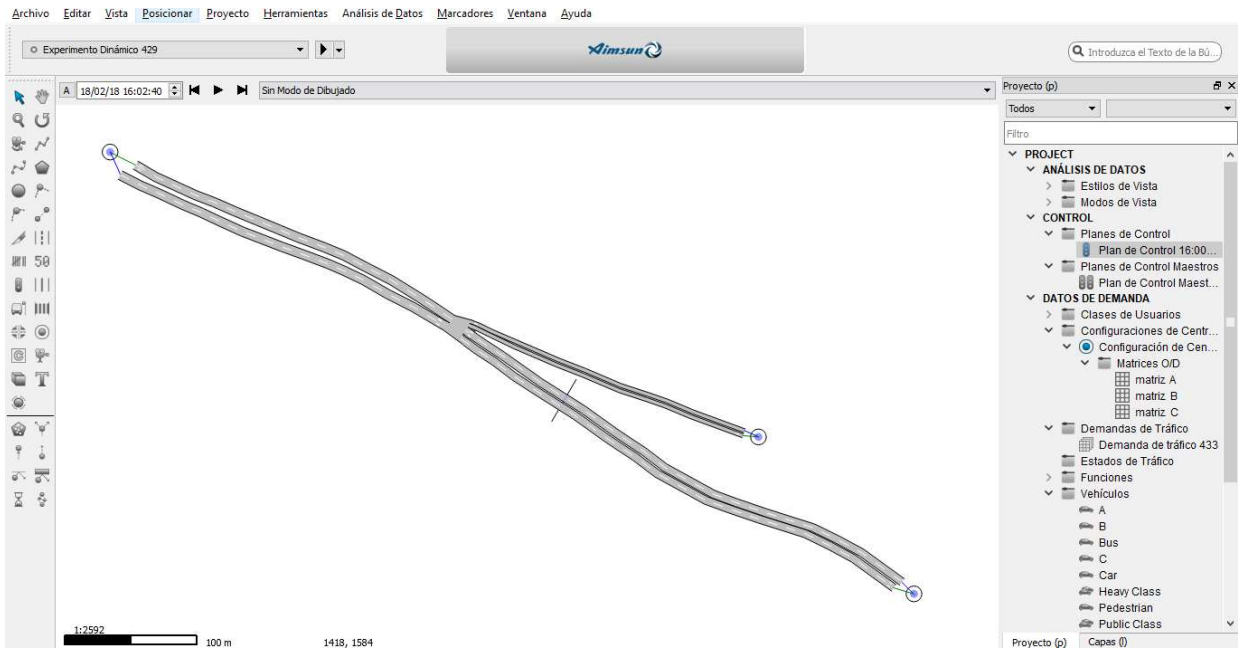 Archivo Editar Vista Posicionar Proyecto Herramientas Análisis de Datos Marcadores Ventana Ayuda
Experimento Dinámico 429
Aimsun
Introduzca el Texto de la Bú...
A 18/02/18 16:02:40 Sin Modo de Dibujado
Proyecto (p)
Todos
Filtro
PROJECT
ANÁLISIS DE DATOS
Estilos de Vista
Modos de Vista
CONTROL
Planes de Control
Plan de Control 16:00...
Planes de Control Maestros
Plan de Control Maest...
DATOS DE DEMANDA
Clases de Usuarios
Configuraciones de Centr...
Configuración de Cen...
Matrices O/D
matriz A
matriz B
matriz C
Demandas de Tráfico
Demanda de tráfico 433
Estados de Tráfico
Funciones
Vehículos
A
B
Bus
C
Car
Heavy Class
Pedestrian
Public Class
50
T
1:2592
100 m
1418, 1584
Proyecto (p) Capas (l)